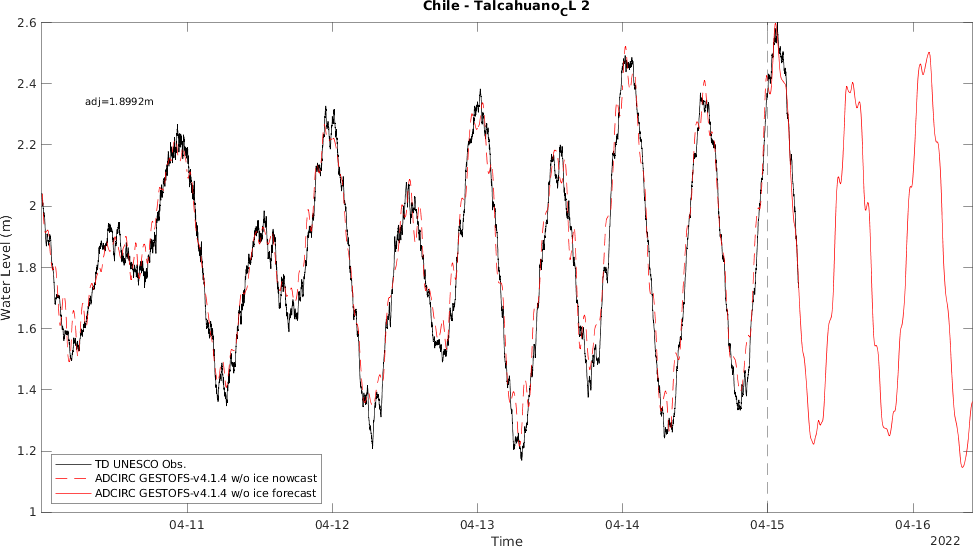 Chile - Talcahuano_CL 2
2.6
2.4
adj=1.8992m
2.2
2
1.8
1.6
1.4
1.2
1
Water Level (m)
TD UNESCO Obs.
ADCIRC GESTOFS-v4.1.4 w/o ice nowcast
ADCIRC GESTOFS-v4.1.4 w/o ice forecast
04-11 04-12 04-13 04-14 04-15 04-16
Time 2022